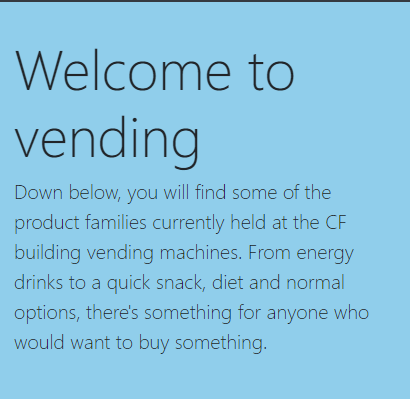 Welcome to
vending
Down below, you will find some of the
product families currently held at the CF
building vending machines. From energy
drinks to a quick snack, diet and normal
options, there's something for anyone who
would want to buy something.